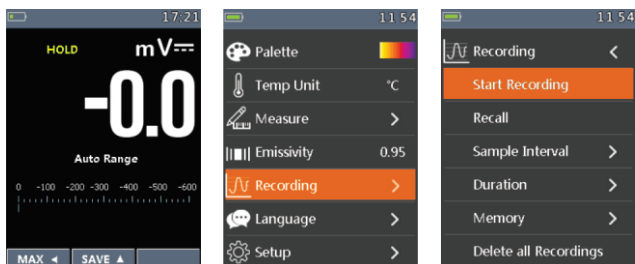 17:21
HOLD mV
-0.0
Auto Range
0 -100 -200 -300 -400 -500 -600
MAX ◄ SAVE ▲
11 54
Palette
Temp Unit °C
Measure >
Emissivity 0.95
Recording >
Language >
Setup >
11 54
Recording <
Start Recording
Recall
Sample Interval >
Duration >
Memory >
Delete all Recordings